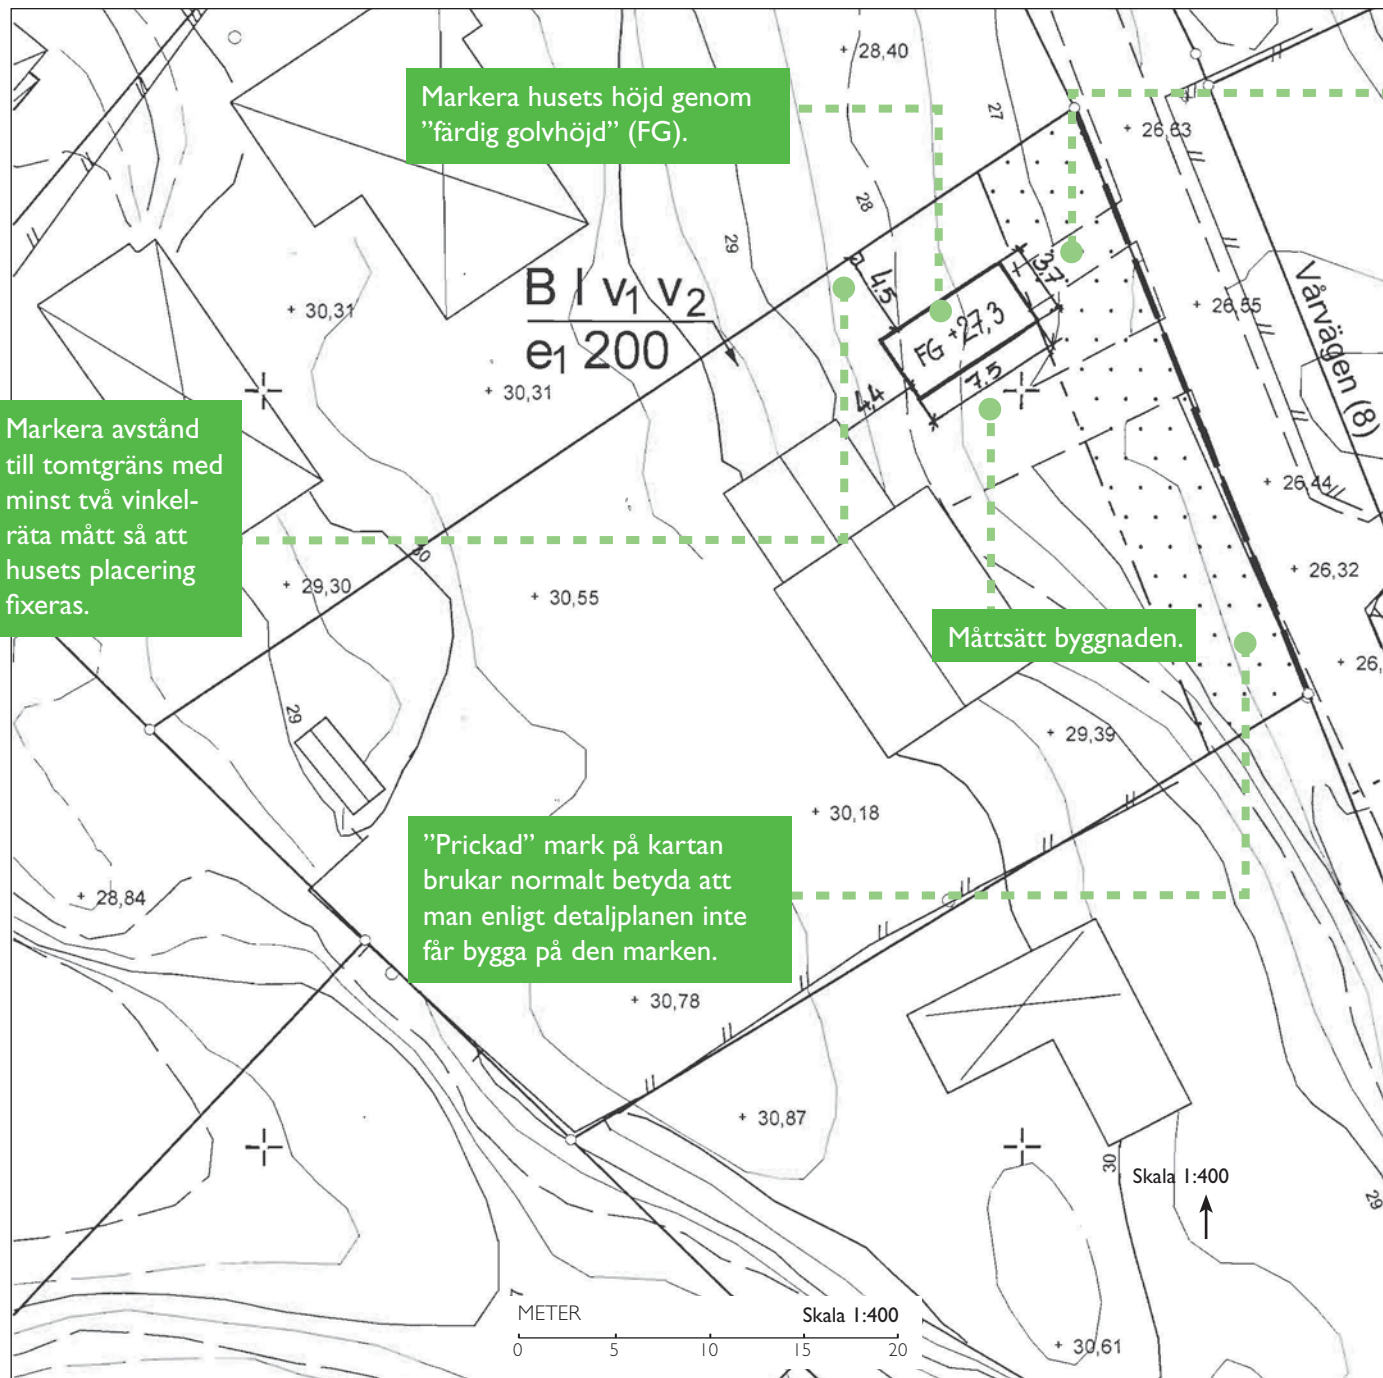 28,40
Markera husets höjd genom
”färdig golvhöjd” (FG).
27
26,63
28
29
4.5
3.7
B I v1 v2
e1 200
30,31
FG +27,3
26,55
Vårvägen (8)
30,31
7.5
4,4
Markera avstånd
till tomtgräns med
minst två vinkel-
räta mått så att
husets placering
fixeras.
26,44
30
29,30
30,55
26,32
Måttsätt byggnaden.
26,
29
29,39
30,18
”Prickad” mark på kartan
brukar normalt betyda att
man enligt detaljplanen inte
får bygga på den marken.
28,84
30,78
30,87
30
Skala 1:400
29
METER Skala 1:400
0 5 10 15 20
30,61